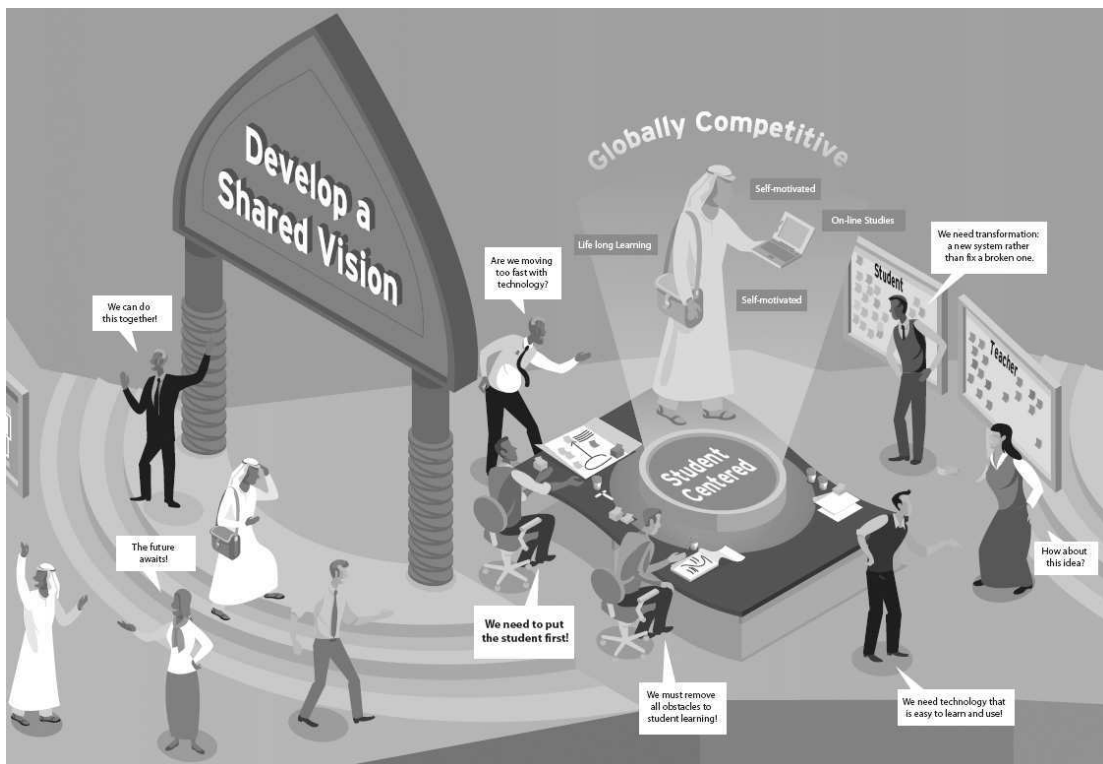 Develop a
Shared Vision
We can do
this together!
The future
awaits!
Are we moving
too fast with
technology?
Globally Competitive
Self-motivated
On-line Studies
Life long Learning
Self-motivated
Student
Centered
We need to put
the student first!
We must remove
all obstacles to
student learning!
Student
We need transformation:
a new system rather
than fix a broken one.
Teacher
How about
this idea?
We need technology that
is easy to learn and use!